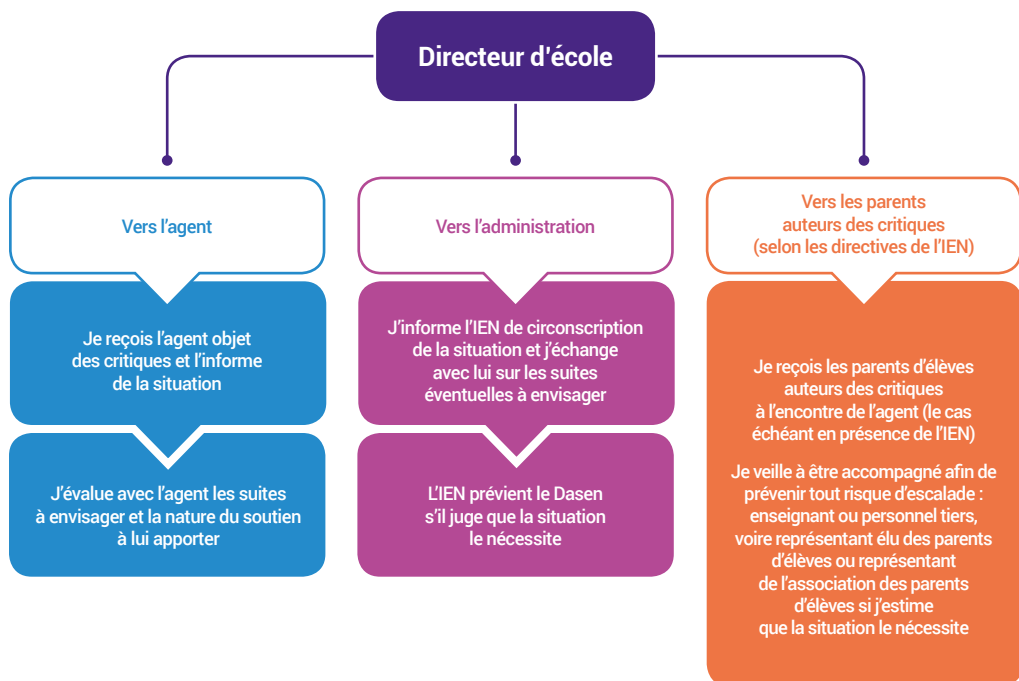 Directeur d'école
Vers l'agent
Je reçois l'agent objet
des critiques et l'informe
de la situation
J'évalue avec l'agent les suites
à envisager et la nature du soutien
à lui apporter
Vers l'administration
J'informe l'IEN de circonscription
de la situation et j'échange
avec lui sur les suites
éventuelles à envisager
L'IEN prévient le Dasen
s'il juge que la situation
le nécessite
Vers les parents
auteurs des critiques
(selon les directives de l'IEN)
Je reçois les parents d'élèves
auteurs des critiques
à l'encontre de l'agent (le cas
échéant en présence de l'IEN)
Je veille à être accompagné afin de
prévenir tout risque d'escalade :
enseignant ou personnel tiers,
voire représentant élu des parents
d'élèves ou représentant
de l'association des parents
d'élèves si j'estime
que la situation le nécessite